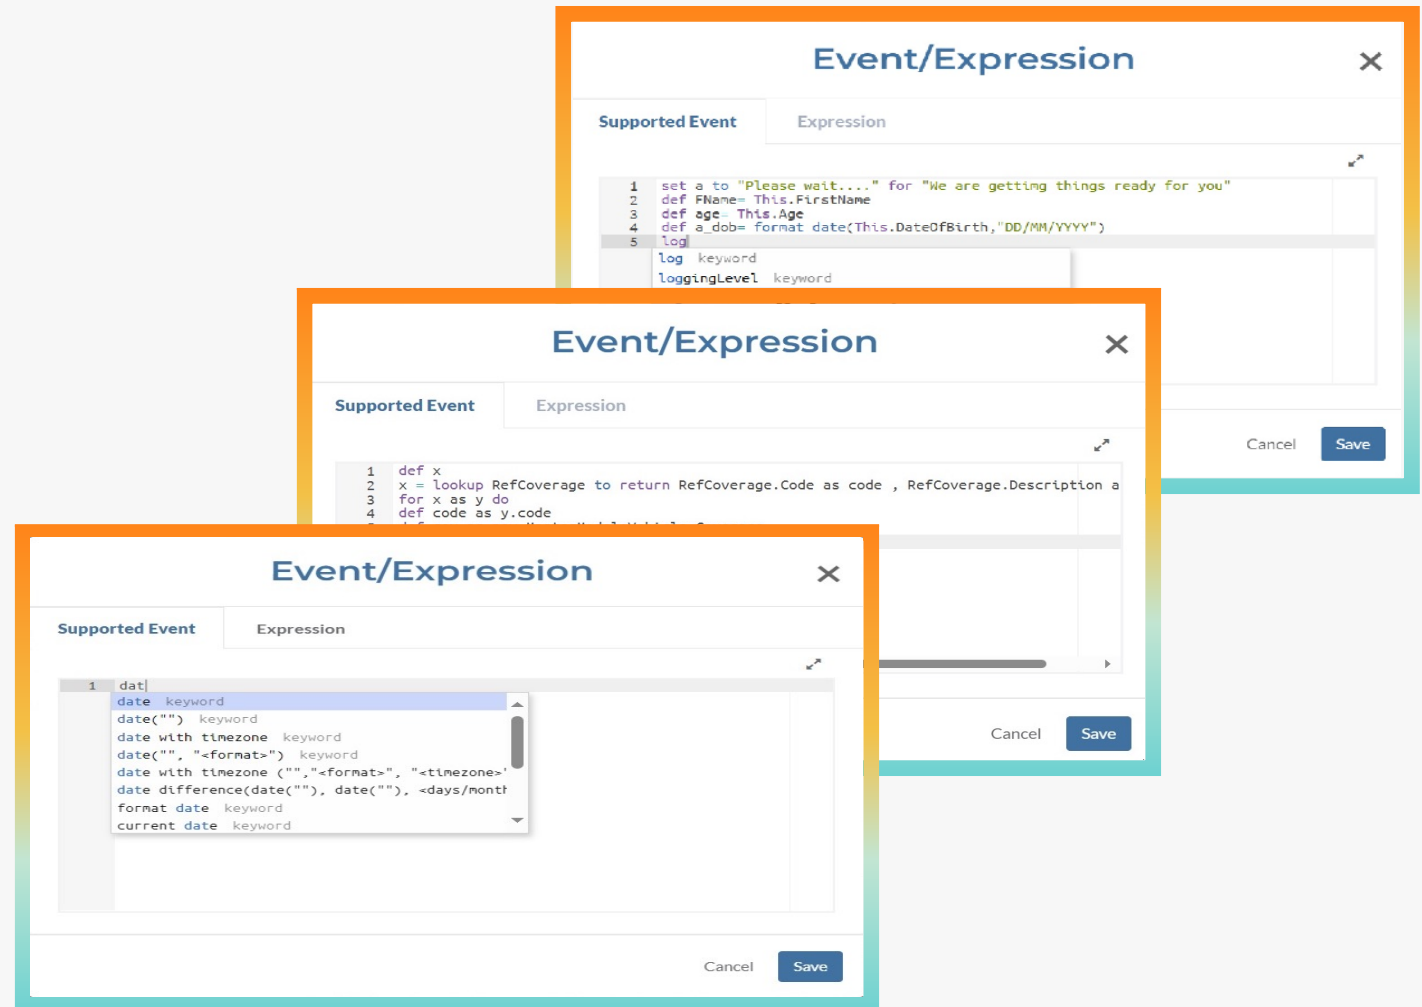 Event/Expression
Supported Event Expression
1 set a to "Please wait...." for "We are gettimg things ready for you"
2 def FName= This.FirstName
3 def age= This.Age
4 def a_dob= format date(This.DateOfBirth,"DD/MM/YYYY")
5 log
log keyword
loggingLevel keyword
Cancel Save
Event/Expression
Supported Event Expression
1 def x
2 x = lookup RefCoverage to return RefCoverage.Code as code , RefCoverage.Description a
3 for x as y do
4 def code as y.code
Cancel Save
Event/Expression
Supported Event Expression
1 dat
date keyword
date("") keyword
date with timezone keyword
date("", "<format>") keyword
date with timezone ("","<format>", "<timezone>"
date difference(date(""), date(""), <days/month
format date keyword
current date keyword
Cancel Save